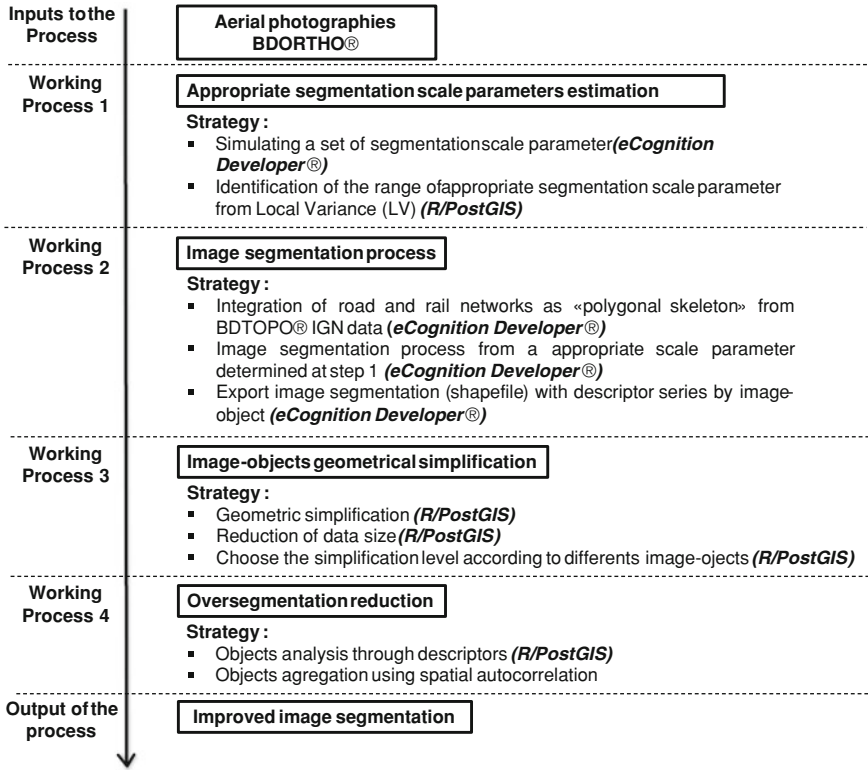 Inputs to the
Process
Aerial photographies
BDORTHO®
Working
Process 1
Appropriate segmentation scale parameters estimation
Strategy :
▪ Simulating a set of segmentation scale parameter (eCognition
Developer ®)
▪ Identification of the range of appropriate segmentation scale parameter
from Local Variance (LV) (R/PostGIS)
Working
Process 2
Image segmentation process
Strategy :
▪ Integration of road and rail networks as «polygonal skeleton» from
BDTOPO® IGN data (eCognition Developer ®)
▪ Image segmentation process from a appropriate scale parameter
determined at step 1 (eCognition Developer ®)
▪ Export image segmentation (shapefile) with descriptor series by image-
object (eCognition Developer ®)
Working
Process 3
Image-objects geometrical simplification
Strategy :
▪ Geometric simplification (R/PostGIS)
▪ Reduction of data size (R/PostGIS)
▪ Choose the simplification level according to differents image-ojects (R/PostGIS)
Working
Process 4
Oversegmentation reduction
Strategy :
▪ Objects analysis through descriptors (R/PostGIS)
▪ Objects agregation using spatial autocorrelation
Output of the
process
Improved image segmentation